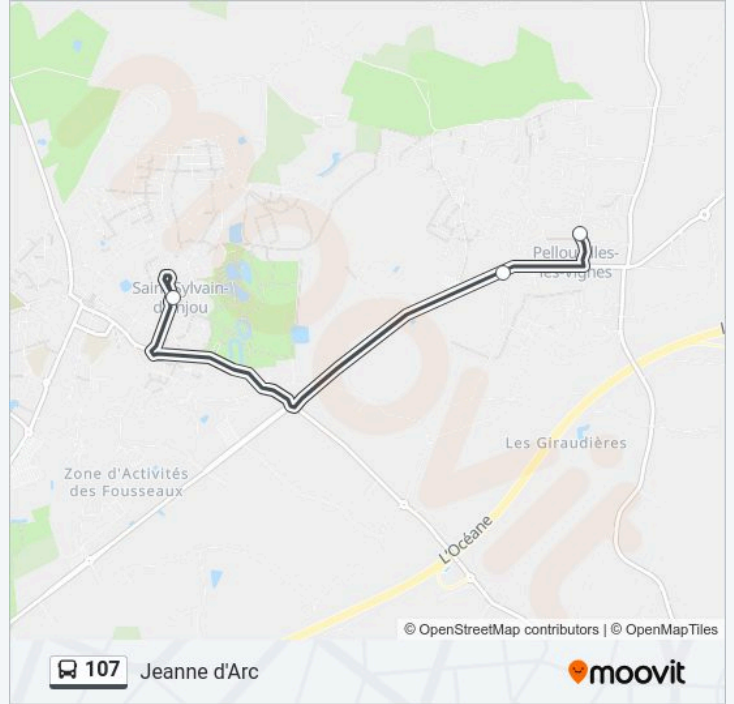 Pellouailles-
les-Vignes
Saint-Sylvain-
d'Anjou
Les Giraudières
Zone d'Activités
des Fousseaux
L'Océane
© OpenStreetMap contributors | © OpenMapTiles
107 Jeanne d'Arc
moovit